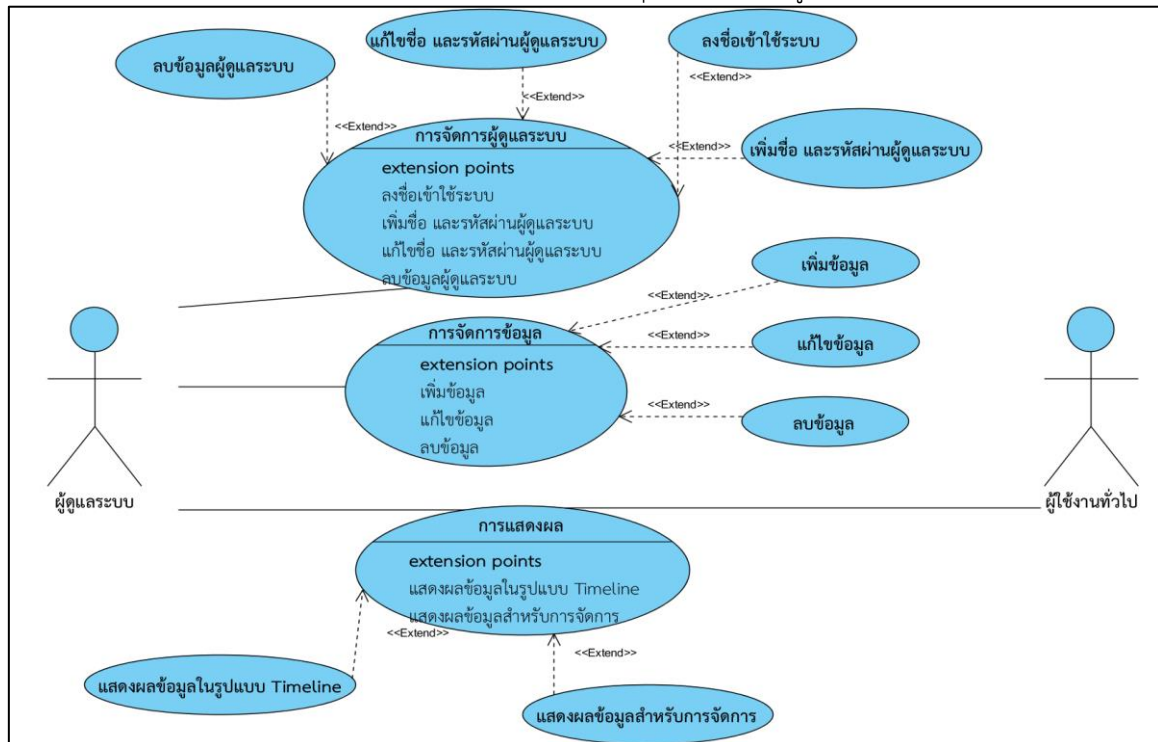 แก้ไขชื่อ และรหัสผ่านผู้ดูแลระบบ
ลงชื่อเข้าใช้ระบบ
ลบข้อมูลผู้ดูแลระบบ
<<Extend>>
<<Extend>>
<<Extend>>
<<Extend>>
การจัดการผู้ดูแลระบบ
extension points
ลงชื่อเข้าใช้ระบบ
เพิ่มชื่อ และรหัสผ่านผู้ดูแลระบบ
แก้ไขชื่อ และรหัสผ่านผู้ดูแลระบบ
ลบข้อมูลผู้ดูแลระบบ
เพิ่มชื่อ และรหัสผ่านผู้ดูแลระบบ
เพิ่มข้อมูล
<<Extend>>
การจัดการข้อมูล
extension points
เพิ่มข้อมูล
แก้ไขข้อมูล
ลบข้อมูล
<<Extend>>
แก้ไขข้อมูล
<<Extend>>
ลบข้อมูล
ผู้ดูแลระบบ
ผู้ใช้งานทั่วไป
การแสดงผล
extension points
แสดงผลข้อมูลในรูปแบบ Timeline
แสดงผลข้อมูลสำหรับการจัดการ
<<Extend>>
<<Extend>>
แสดงผลข้อมูลในรูปแบบ Timeline
แสดงผลข้อมูลสำหรับการจัดการ